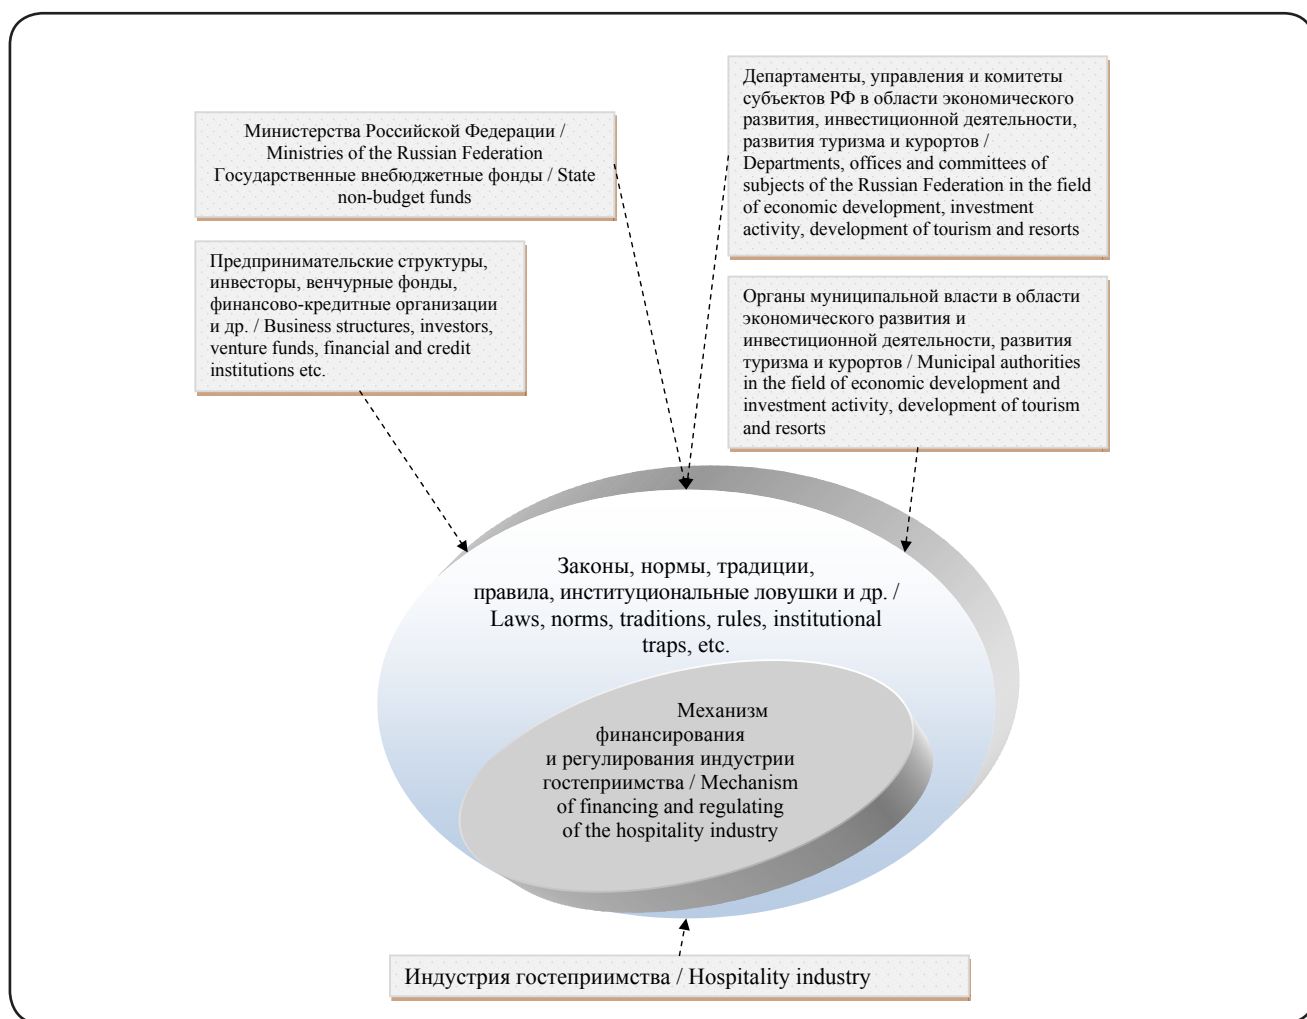 Министерства Российской Федерации /
Ministries of the Russian Federation
Государственные внебюджетные фонды / State
non-budget funds
Департаменты, управления и комитеты
субъектов РФ в области экономического
развития, инвестиционной деятельности,
развития туризма и курортов /
Departments, offices and committees of
subjects of the Russian Federation in the field
of economic development, investment
activity, development of tourism and resorts
Предпринимательские структуры,
инвесторы, венчурные фонды,
финансово-кредитные организации
и др. / Business structures, investors,
venture funds, financial and credit
institutions etc.
Органы муниципальной власти в области
экономического развития и
инвестиционной деятельности, развития
туризма и курортов / Municipal authorities
in the field of economic development and
investment activity, development of tourism
and resorts
Законы, нормы, традиции,
правила, институциональные ловушки и др. /
Laws, norms, traditions, rules, institutional
traps, etc.
Механизм
финансирования
и регулирования индустрии
гостеприимства / Mechanism
of financing and regulating
of the hospitality industry
Индустрия гостеприимства / Hospitality industry